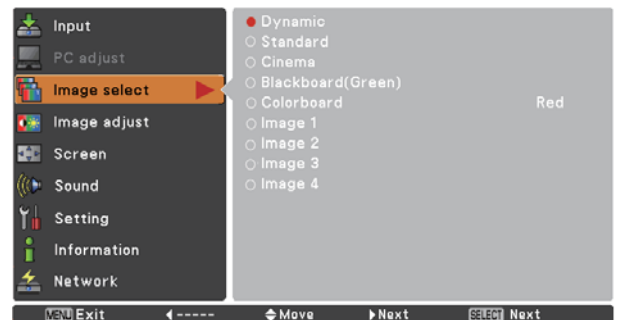 Input
PC adjust
Image select
Image adjust
Screen
Sound
Setting
Information
Network
Dynamic
Standard
Cinema
Blackboard(Green)
Colorboard Red
Image 1
Image 2
Image 3
Image 4
MENU Exit ----- Move Next SELECT Next